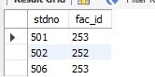 Result Grid Filter R
stdno fac_id
501 253
502 252
506 253